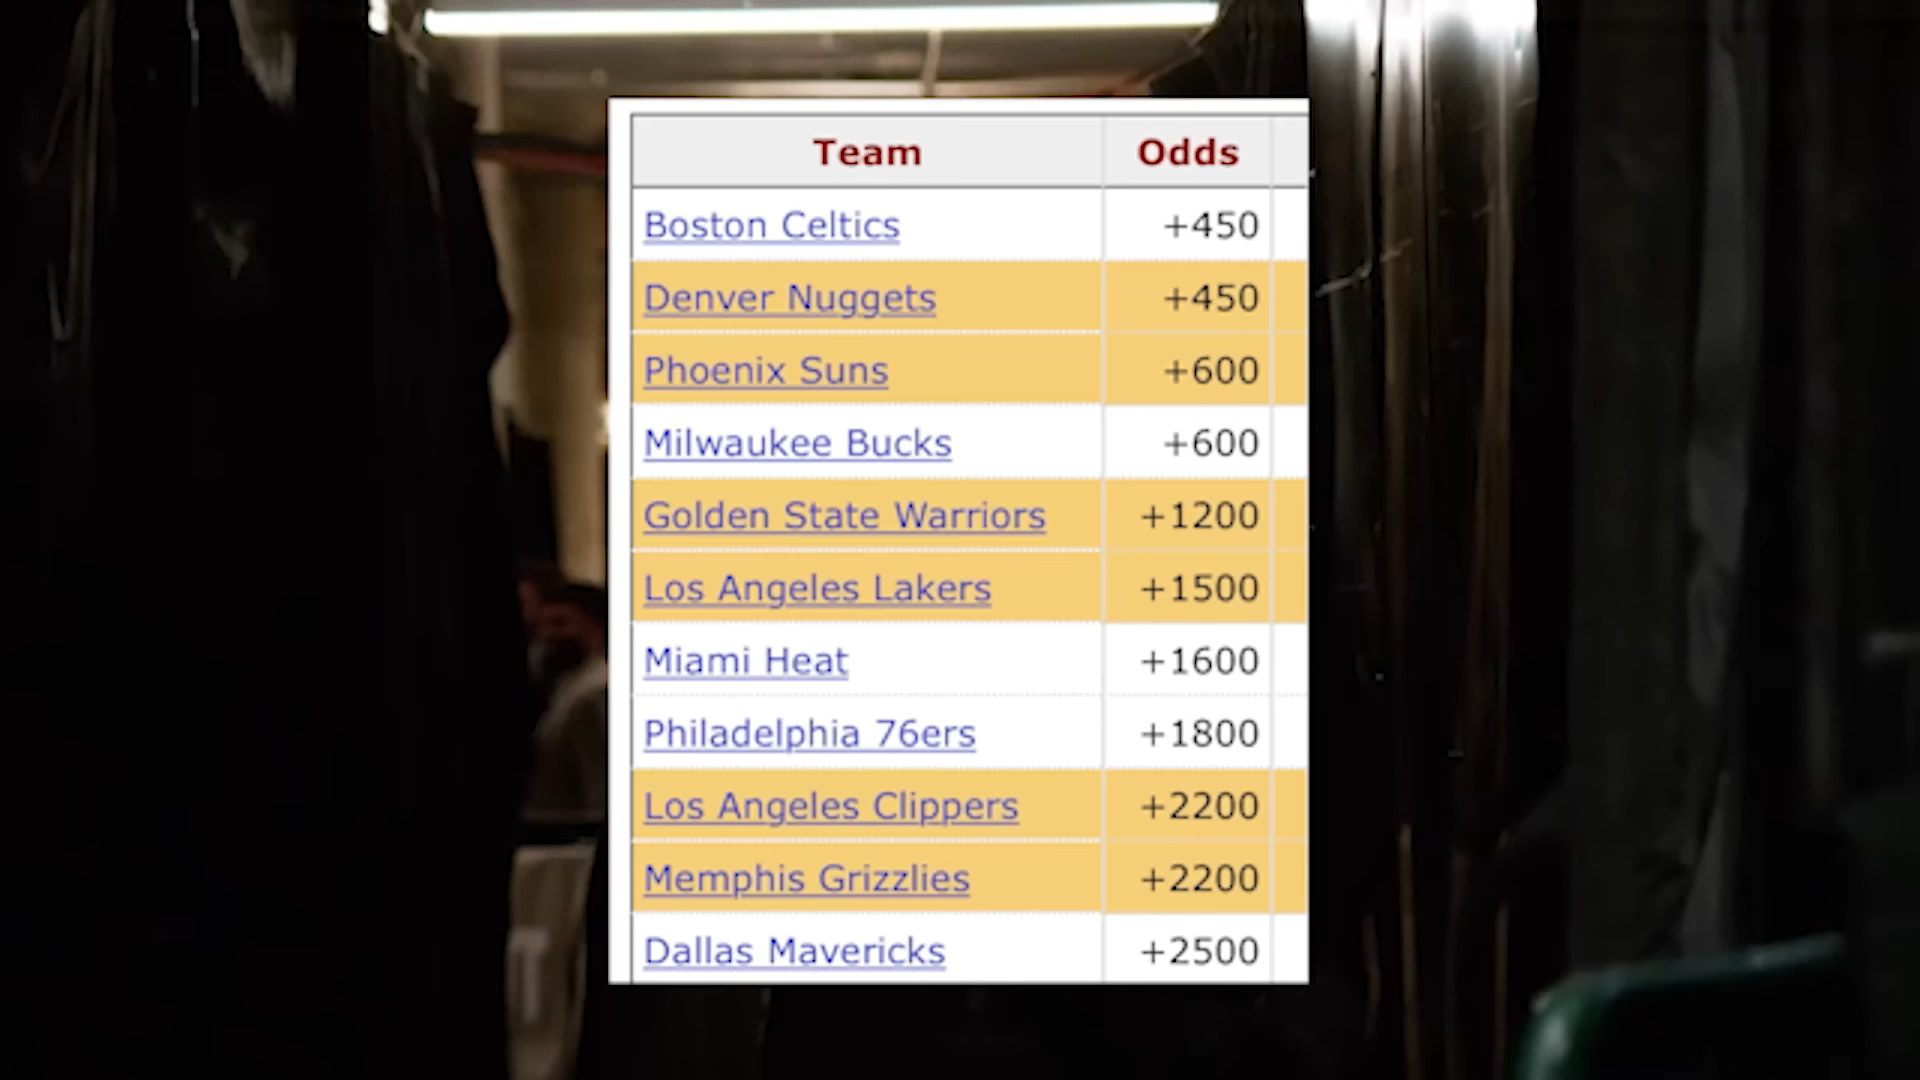 Team Odds
Boston Celtics +450
Denver Nuggets +450
Phoenix Suns +600
Milwaukee Bucks +600
Golden State Warriors +1200
Los Angeles Lakers +1500
Miami Heat +1600
Philadelphia 76ers +1800
Los Angeles Clippers +2200
Memphis Grizzlies +2200
Dallas Mavericks +2500